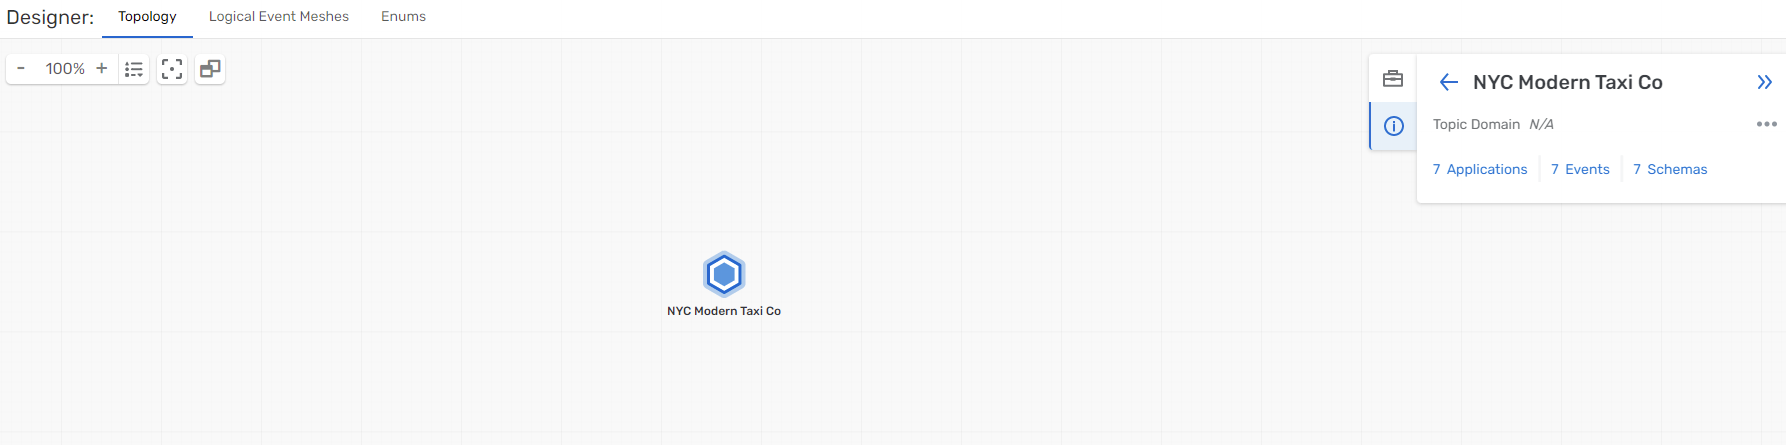 Designer: Topology Logical Event Meshes Enums
- 100% +
NYC Modern Taxi Co
Topic Domain N/A
7 Applications 7 Events 7 Schemas
NYC Modern Taxi Co